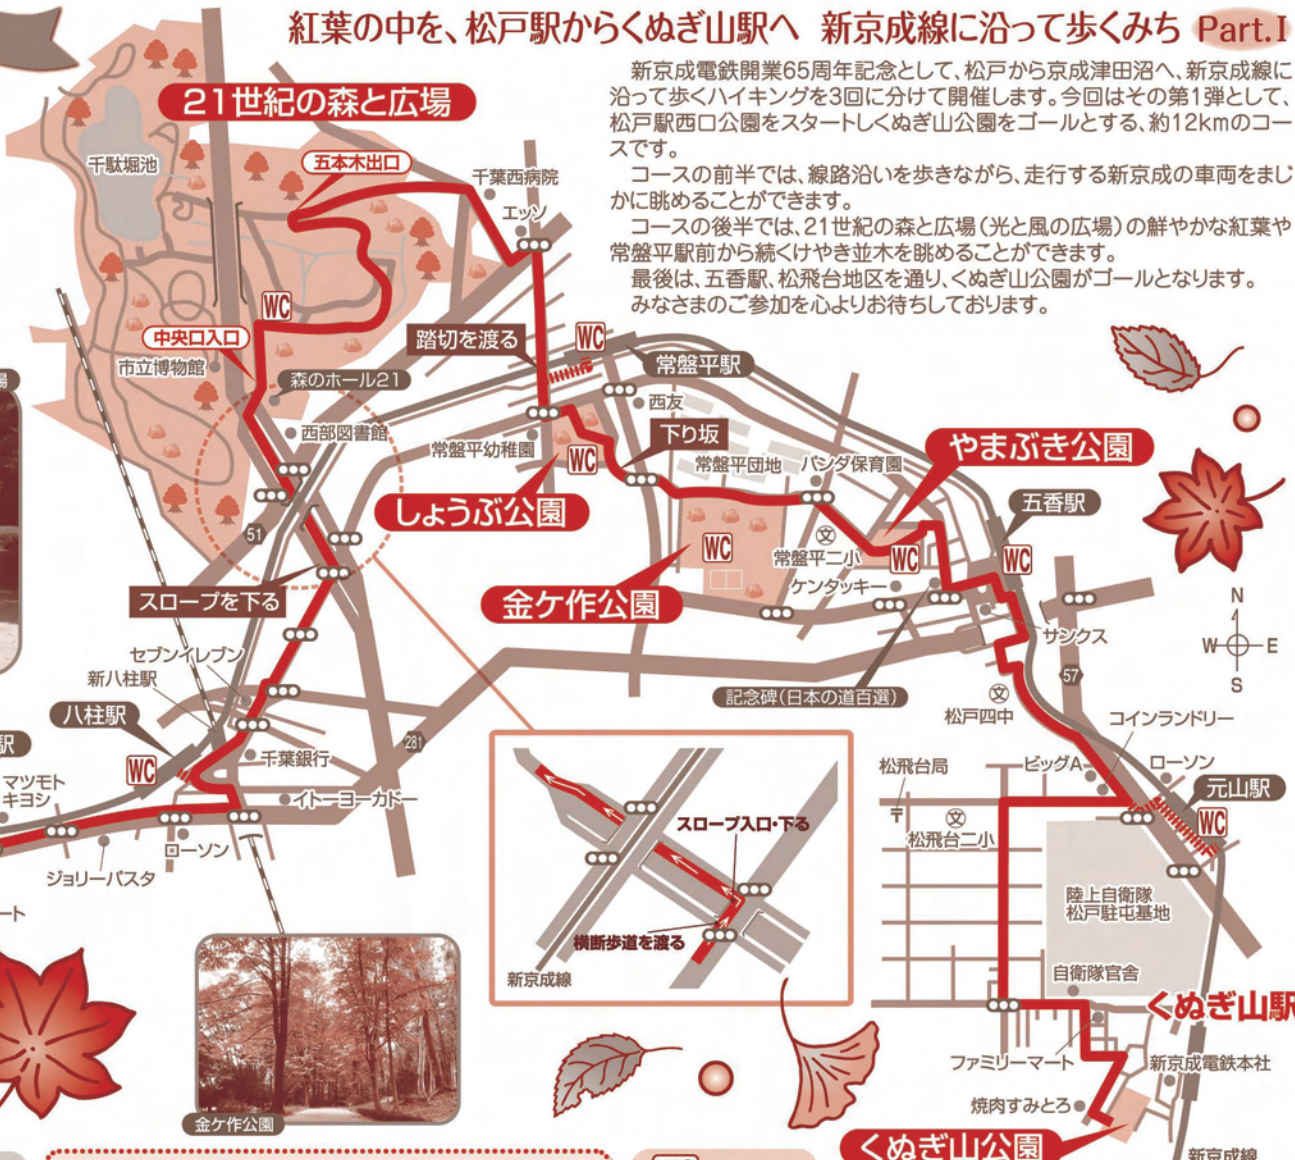 紅葉の中を、松戸駅からくぬぎ山駅へ 新京成線に沿って歩くみち Part.I
新京成電鉄開業65周年記念として、松戸から京成津田沼へ、新京成線に
沿って歩くハイキングを3回に分けて開催します。今回はその第1弾として、
松戸駅西口公園をスタートしくぬぎ山公園をゴールとする、約12kmのコー
スです。
コースの前半では、線路沿いを歩きながら、走行する新京成の車両をまじ
かに眺めることができます。
コースの後半では、21世紀の森と広場(光と風の広場)の鮮やかな紅葉や
常盤平駅前から続くけやき並木を眺めることができます。
最後は、五香駅、松飛台地区を通り、くぬぎ山公園がゴールとなります。
みなさまのご参加を心よりお待ちしております。
21世紀の森と広場
千駄堀池
五本木出口
千葉西病院
エッソ
WC
中央口入口
市立博物館
森のホール21
場
踏切を渡る
WC
常盤平駅
西友
西部図書館
常盤平幼稚園
WC
下り坂
常盤平団地
パンダ保育園
やまぶき公園
しょうぶ公園
五香駅
51
WC
常盤平二小
文
WC
WC
ケンタッキー
金ケ作公園
スロープを下る
サンクス
N
W
E
S
セブンイレブン
新八柱駅
八柱駅
57
記念碑(日本の道百選)
文
松戸四中
コインランドリー
駅
281
WC
千葉銀行
マツモト
キヨシ
イトーヨーカドー
ローソン
ジョリーパスタ
ート
松飛台局
〒
ビッグA
ローソン
元山駅
WC
文
松飛台二小
スロープ入口・下る
横断歩道を渡る
新京成線
陸上自衛隊
松戸駐屯基地
自衛隊官舎
くぬぎ山駅
ファミリーマート
新京成電鉄本社
焼肉すみとろ
金ケ作公園
くぬぎ山公園
新京成線